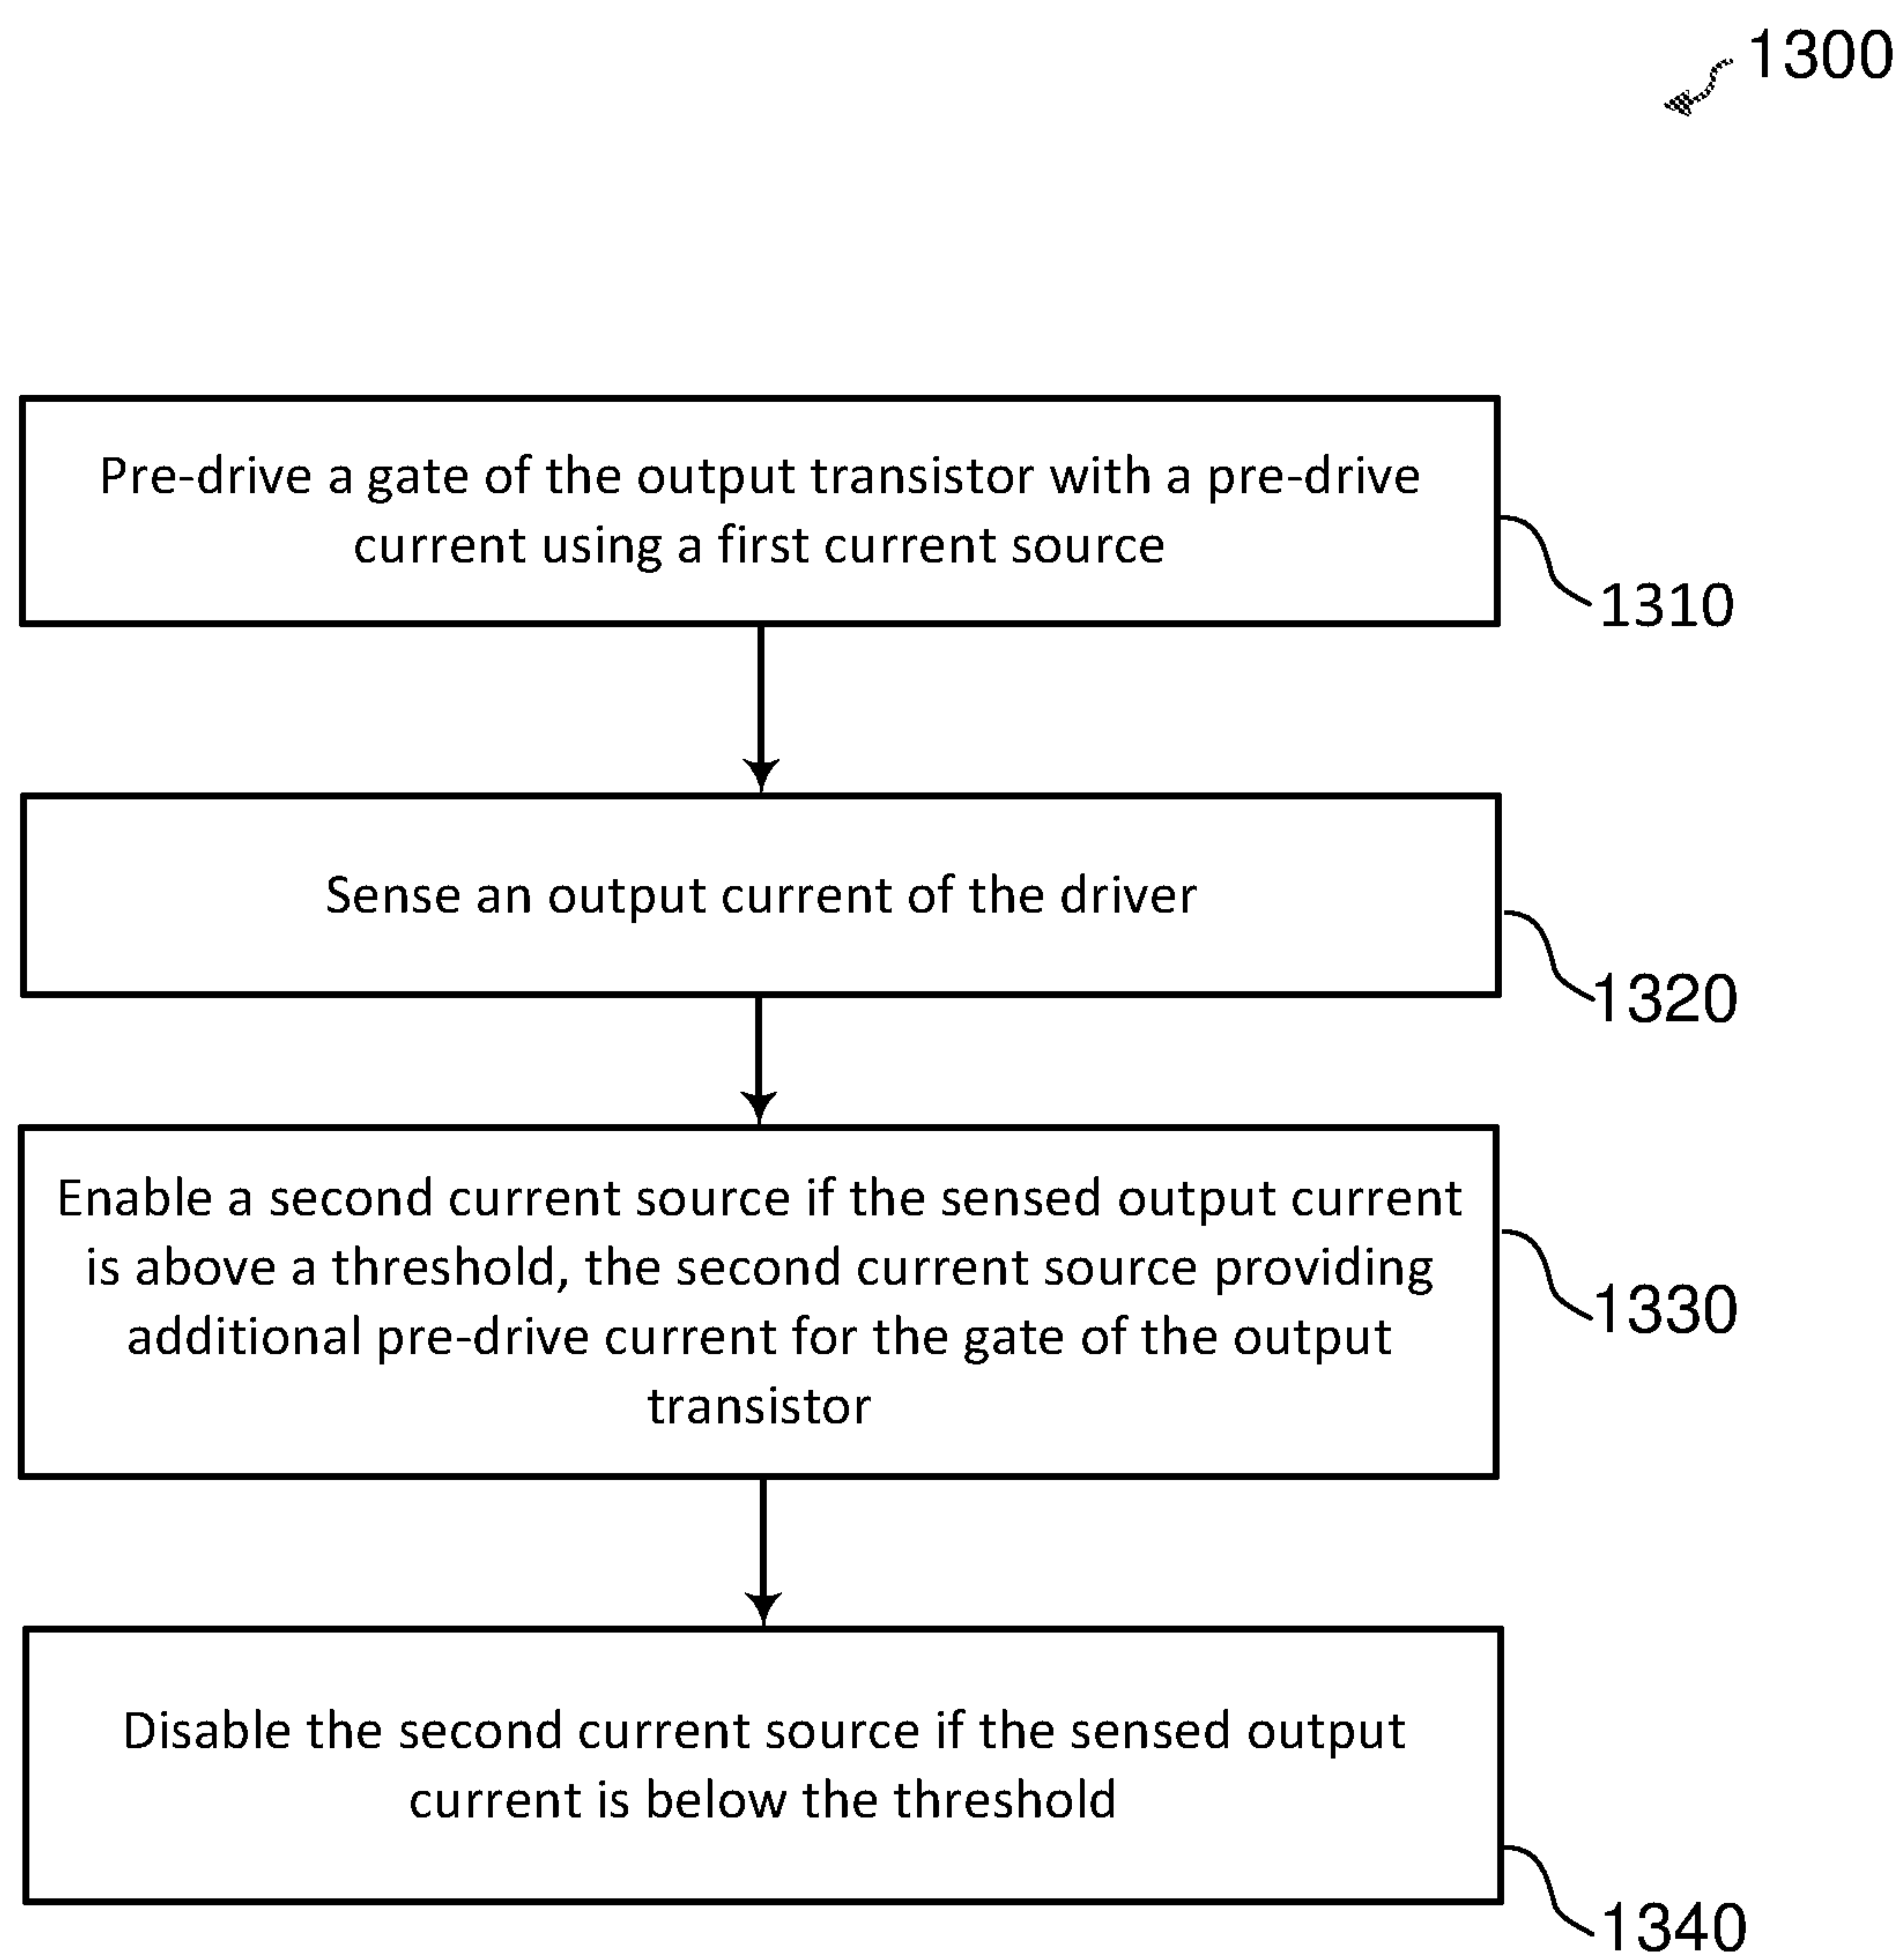 1300
Pre-drive a gate of the output transistor with a pre-drive
current using a first current source
1310
Sense an output current of the driver
1320
Enable a second current source if the sensed output current
is above a threshold, the second current source providing
additional pre-drive current for the gate of the output
transistor
1330
Disable the second current source if the sensed output
current is below the threshold
1340